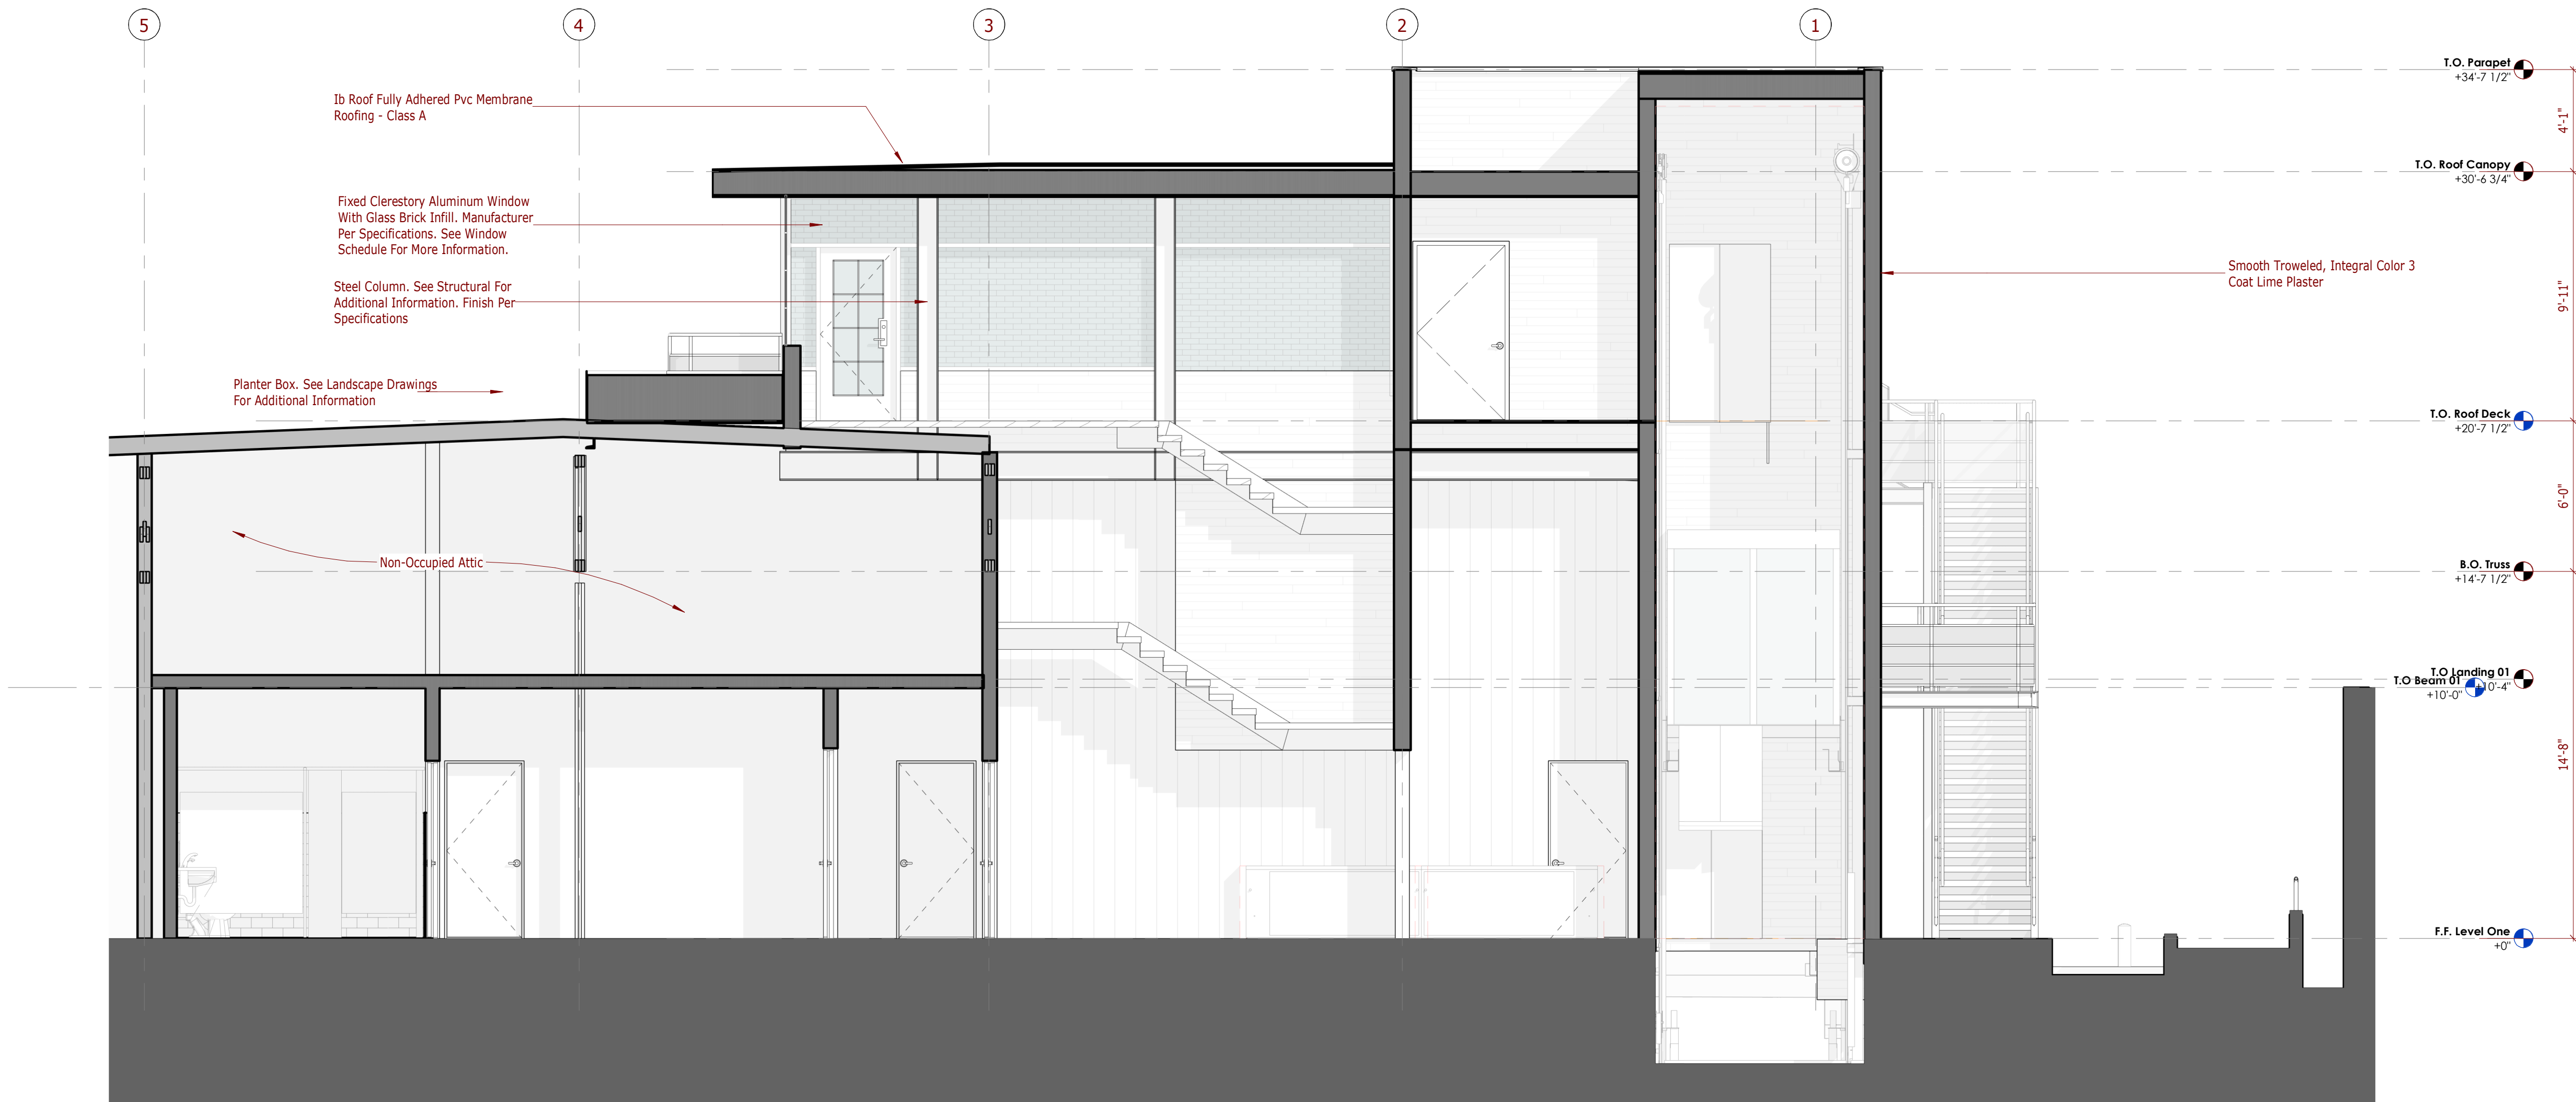 5
4
3
2
1
T.O. Parapet
+34'-7 1/2"
Ib Roof Fully Adhered Pvc Membrane
Roofing - Class A
4'-1"
T.O. Roof Canopy
+30'-6 3/4"
Fixed Clerestory Aluminum Window
With Glass Brick Infill. Manufacturer
Per Specifications. See Window
Schedule For More Information.
Smooth Troweled, Integral Color 3
Coat Lime Plaster
Steel Column. See Structural For
Additional Information. Finish Per
Specifications
9'-11"
Planter Box. See Landscape Drawings
For Additional Information
T.O. Roof Deck
+20'-7 1/2"
6'-0"
Non-Occupied Attic
B.O. Truss
+14'-7 1/2"
T.O Landing 01
+10'-4"
T.O Beam 01
+10'-0"
14'-8"
F.F. Level One
+0"